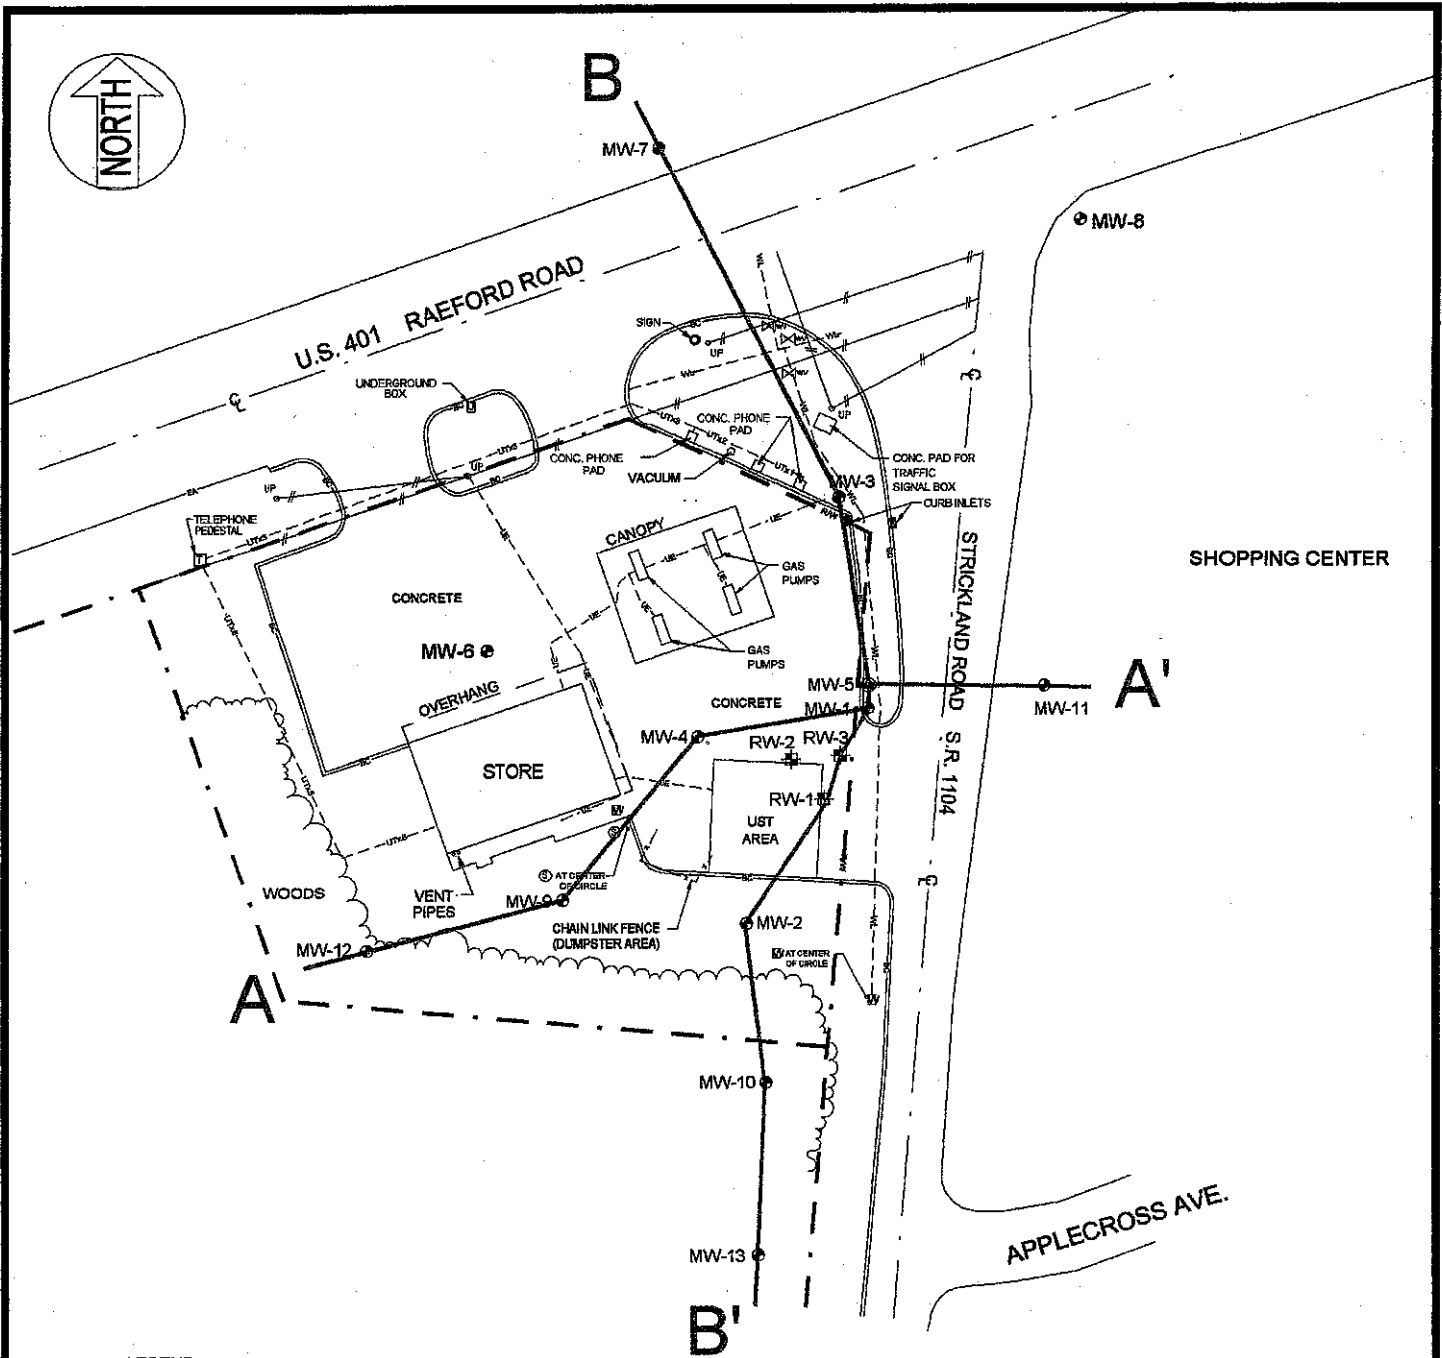 NORTH
B
MW-7
MW-8
U.S. 401 RAEFORD ROAD
SIGN
UP
UNDERGROUND
BOX
CONC. PHONE
PAD
UP
UP
UP
CONC. PHONE
PAD
VACUUM
CONC. PAD FOR
TRAFFIC
SIGNAL BOX
MW-3
CURB INLETS
TELEPHONE
PEDESTAL
T
CANOPY
GAS
PUMPS
SHOPPING CENTER
STRICKLAND ROAD S.R. 1104
CONCRETE
MW-6
GAS
PUMPS
OVERHANG
CONCRETE
MW-5
MW-1
MW-11
A'
MW-4
RW-2
RW-3
STORE
RW-1
UST
AREA
S AT CENTER
OF CIRCLE
WOODS
VENT
PIPES
MW-9
CHAIN LINK FENCE
(DUMPSTER AREA)
MW-2
AT CENTER
OF CIRCLE
MW-12
A
MW-10
MW-13
APPLECROSS AVE.
B'